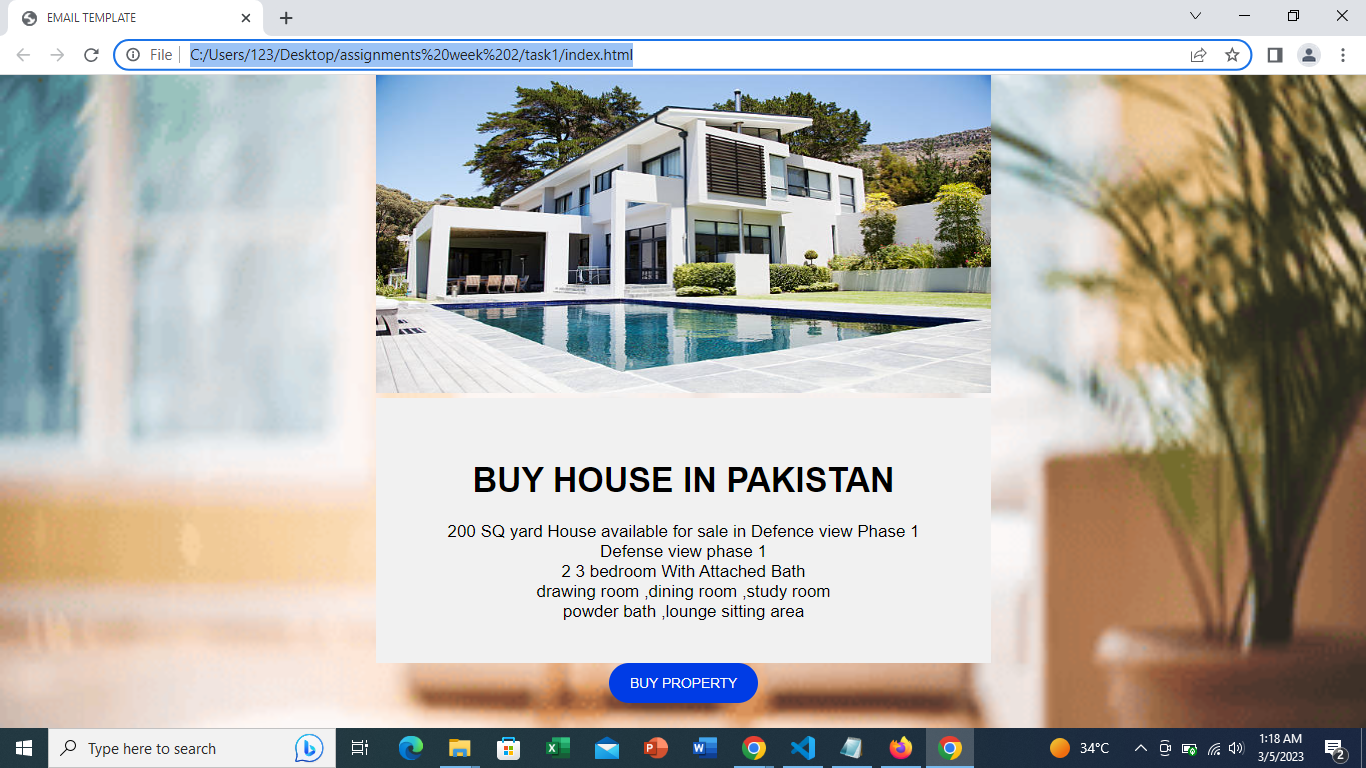 EMAIL TEMPLATE
File
C:/Users/123/Desktop/assignments%20week%202/task1/index.html
BUY HOUSE IN PAKISTAN
200 SQ yard House available for sale in Defence view Phase 1
Defense view phase 1
2 3 bedroom With Attached Bath
drawing room ,dining room ,study room
powder bath ,lounge sitting area
BUY PROPERTY
Type here to search
34°C
1:18 AM
3/5/2023
2